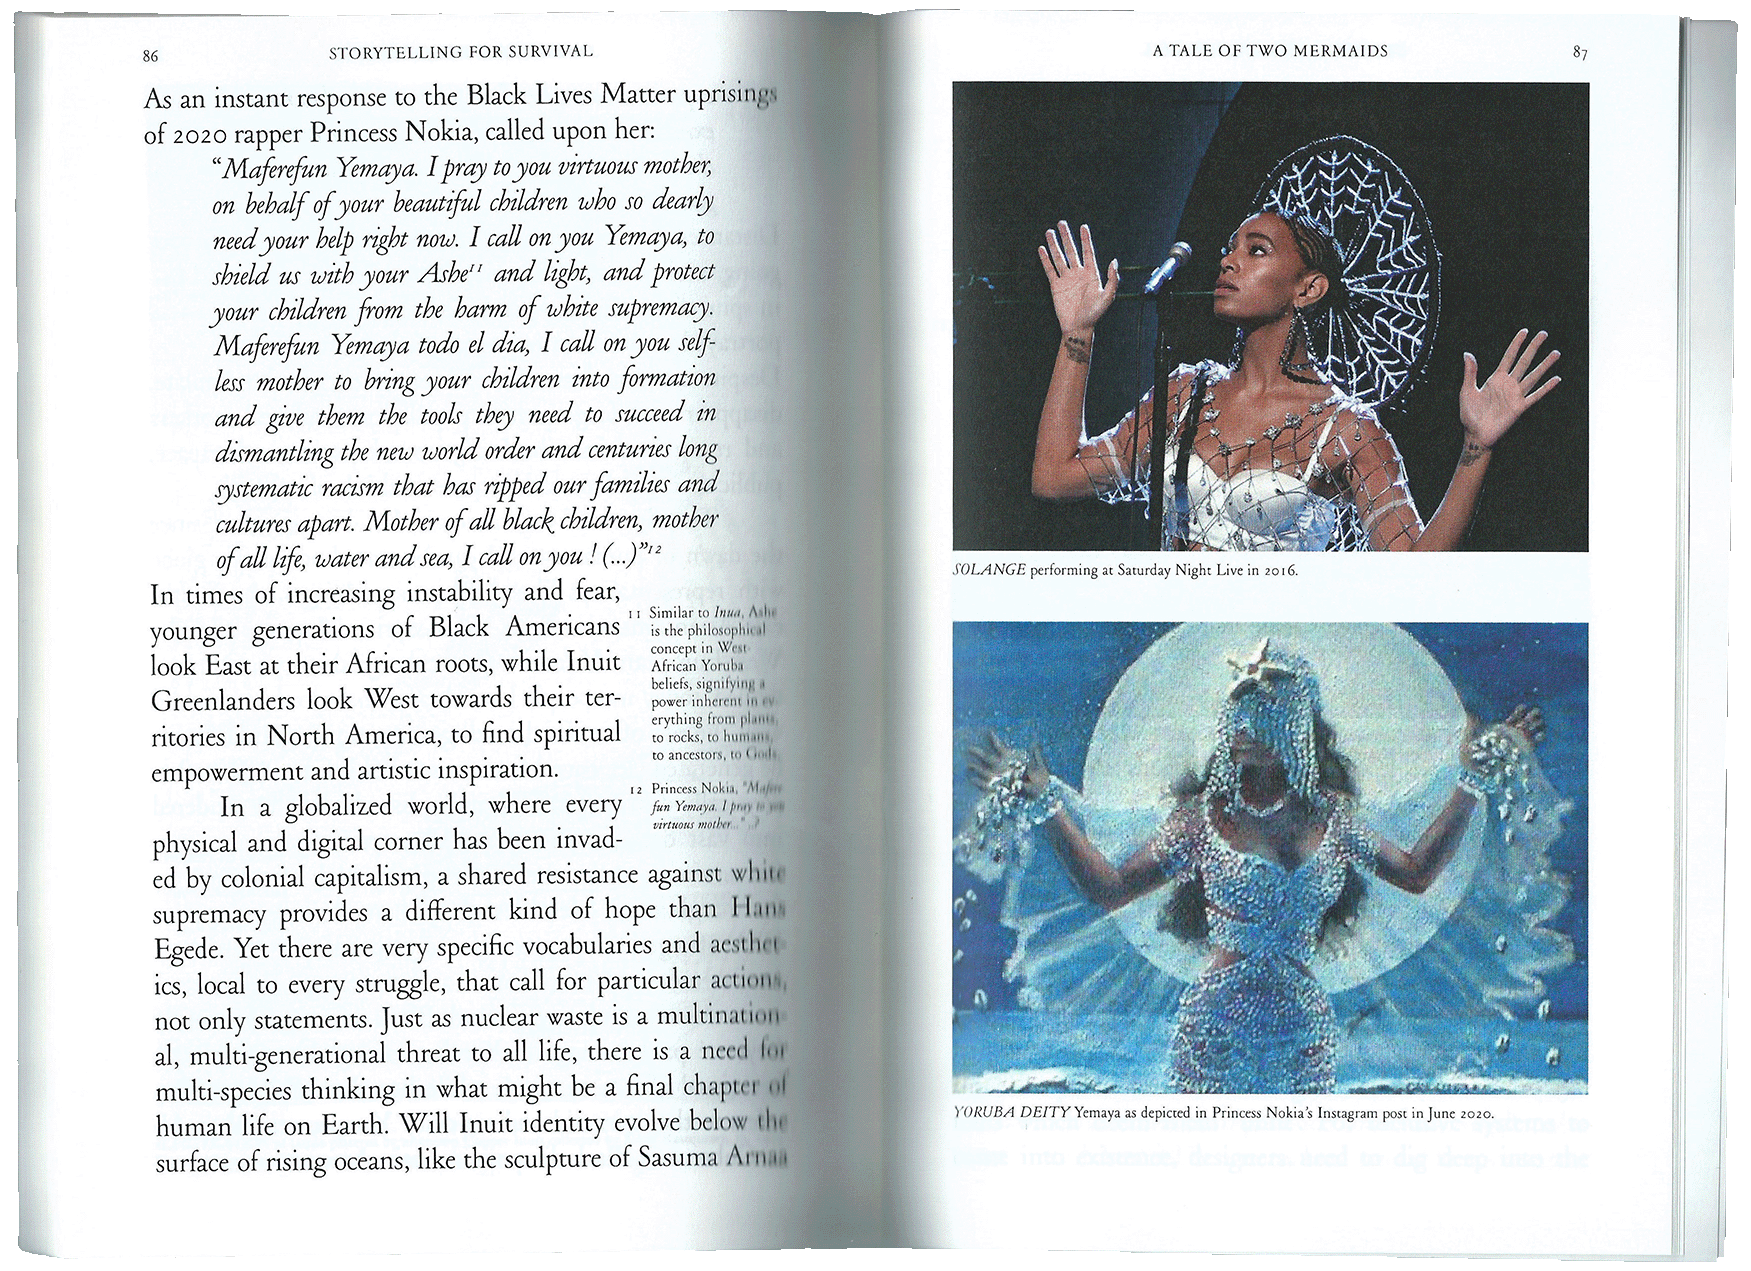 86
STORYTELLING FOR SURVIVAL
As an instant response to the Black Lives Matter uprisings
of 2020 rapper Princess Nokia, called upon her:
“Maferefun Yemaya. I pray to you virtuous mother,
on behalf of your beautiful children who so dearly
need your help right now. I call on you Yemaya, to
shield us with your Ashe¹¹ and light, and protect
your children from the harm of white supremacy.
Maferefun Yemaya todo el dia, I call on you self-
less mother to bring your children into formation
and give them the tools they need to succeed in
dismantling the new world order and centuries long
systematic racism that has ripped our families and
cultures apart. Mother of all black children, mother
of all life, water and sea, I call on you ! (...)”¹²
In times of increasing instability and fear,
younger generations of Black Americans
look East at their African roots, while Inuit
Greenlanders look West towards their ter-
ritories in North America, to find spiritual
empowerment and artistic inspiration.
In a globalized world, where every
physical and digital corner has been invad-
ed by colonial capitalism, a shared resistance against white
supremacy provides a different kind of hope than Hans
Egede. Yet there are very specific vocabularies and aesthet-
ics, local to every struggle, that call for particular actions,
not only statements. Just as nuclear waste is a multination-
al, multi-generational threat to all life, there is a need for
multi-species thinking in what might be a final chapter of
human life on Earth. Will Inuit identity evolve below the
surface of rising oceans, like the sculpture of Sasuma Arnaa
11 Similar to Inua, Ashe
is the philosophical
concept in West-
African Yoruba
beliefs, signifying a
power inherent in ev-
erything from plants,
to rocks, to humans,
to ancestors, to Gods.
12 Princess Nokia, "Mafere-
fun Yemaya. I pray to you
virtuous mother..."
A TALE OF TWO MERMAIDS
87
SOLANGE performing at Saturday Night Live in 2016.
YORUBA DEITY Yemaya as depicted in Princess Nokia’s Instagram post in June 2020.